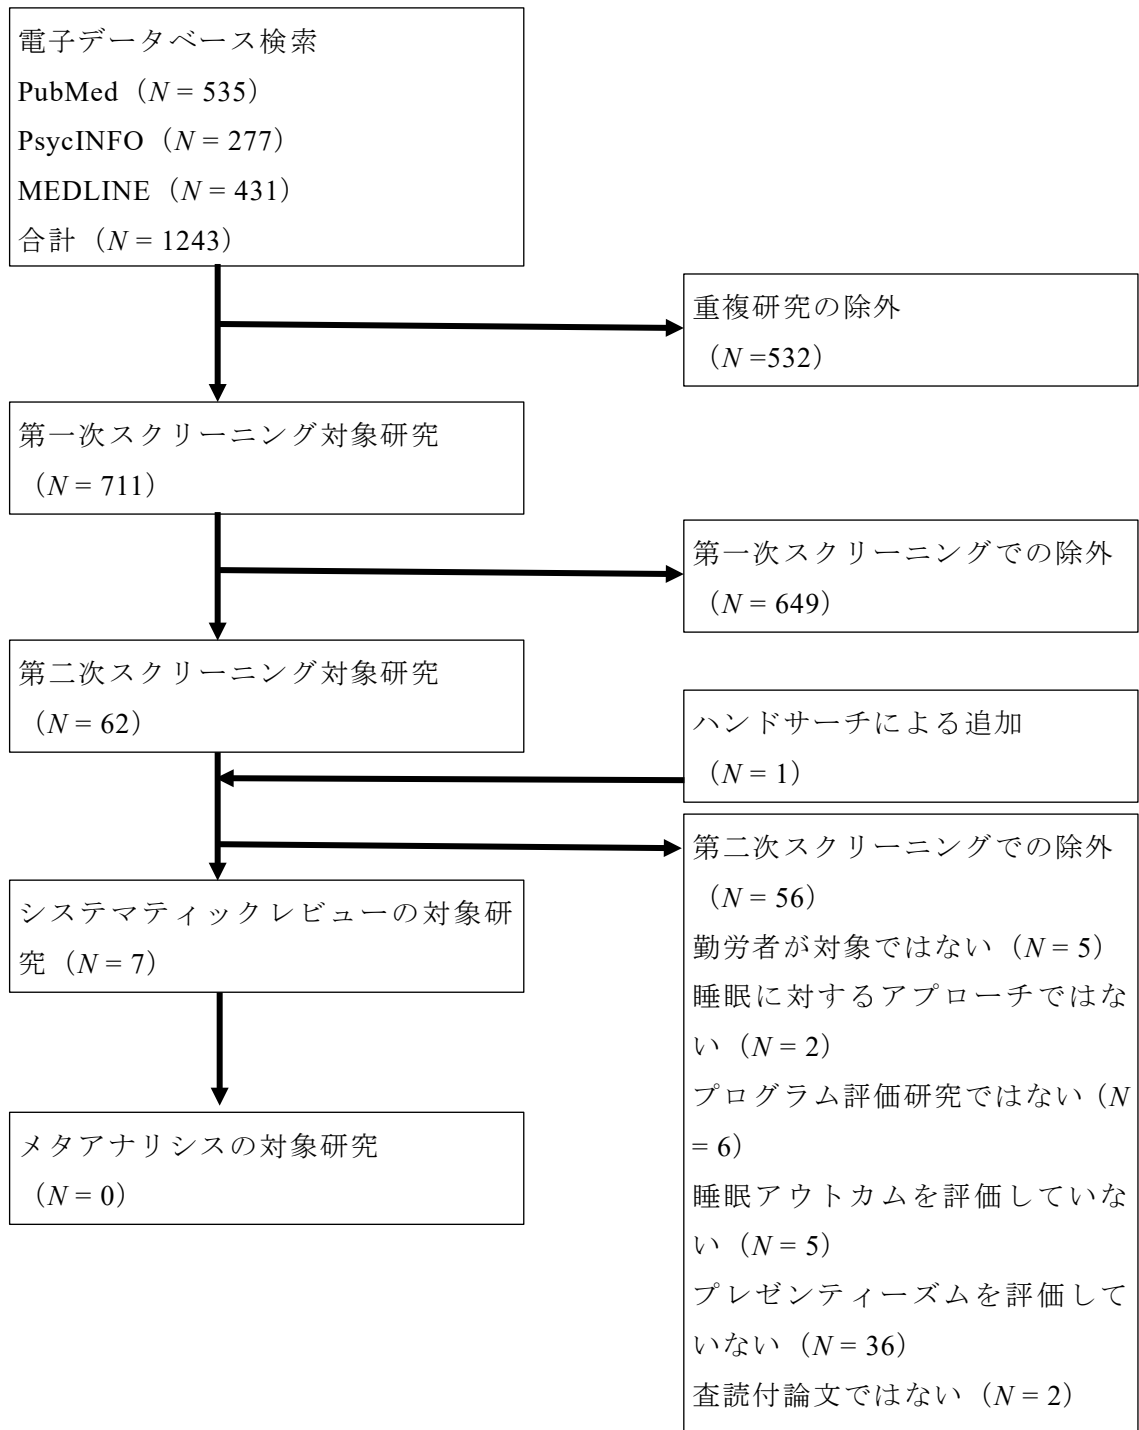 電子データベース検索
PubMed（N = 535）
PsycINFO（N = 277）
MEDLINE（N = 431）
合計（N = 1243）
重複研究の除外
（N =532）
第一次スクリーニング対象研究
（N = 711）
第一次スクリーニングでの除外
（N = 649）
第二次スクリーニング対象研究
（N = 62）
ハンドサーチによる追加
（N = 1）
第二次スクリーニングでの除外
（N = 56）
勤労者が対象ではない（N = 5）
睡眠に対するアプローチではな
い（N = 2）
プログラム評価研究ではない（N
= 6）
睡眠アウトカムを評価していな
い（N = 5）
プレゼンティーズムを評価して
いない（N = 36）
査読付論文ではない（N = 2）
システマティックレビューの対象研
究（N = 7）
メタアナリシスの対象研究
（N = 0）